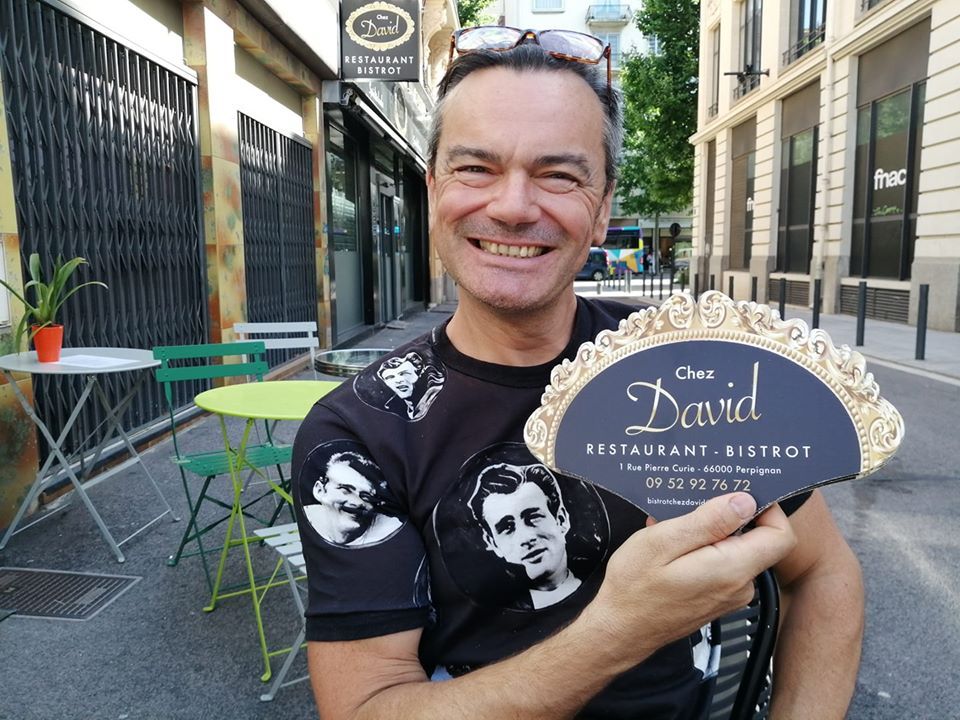 Chez
David
RESTAURANT
BISTROT
fnac
Chez
David
RESTAURANT - BISTROT
1 Rue Pierre Curie - 66000 Perpignan
09 52 92 76 72